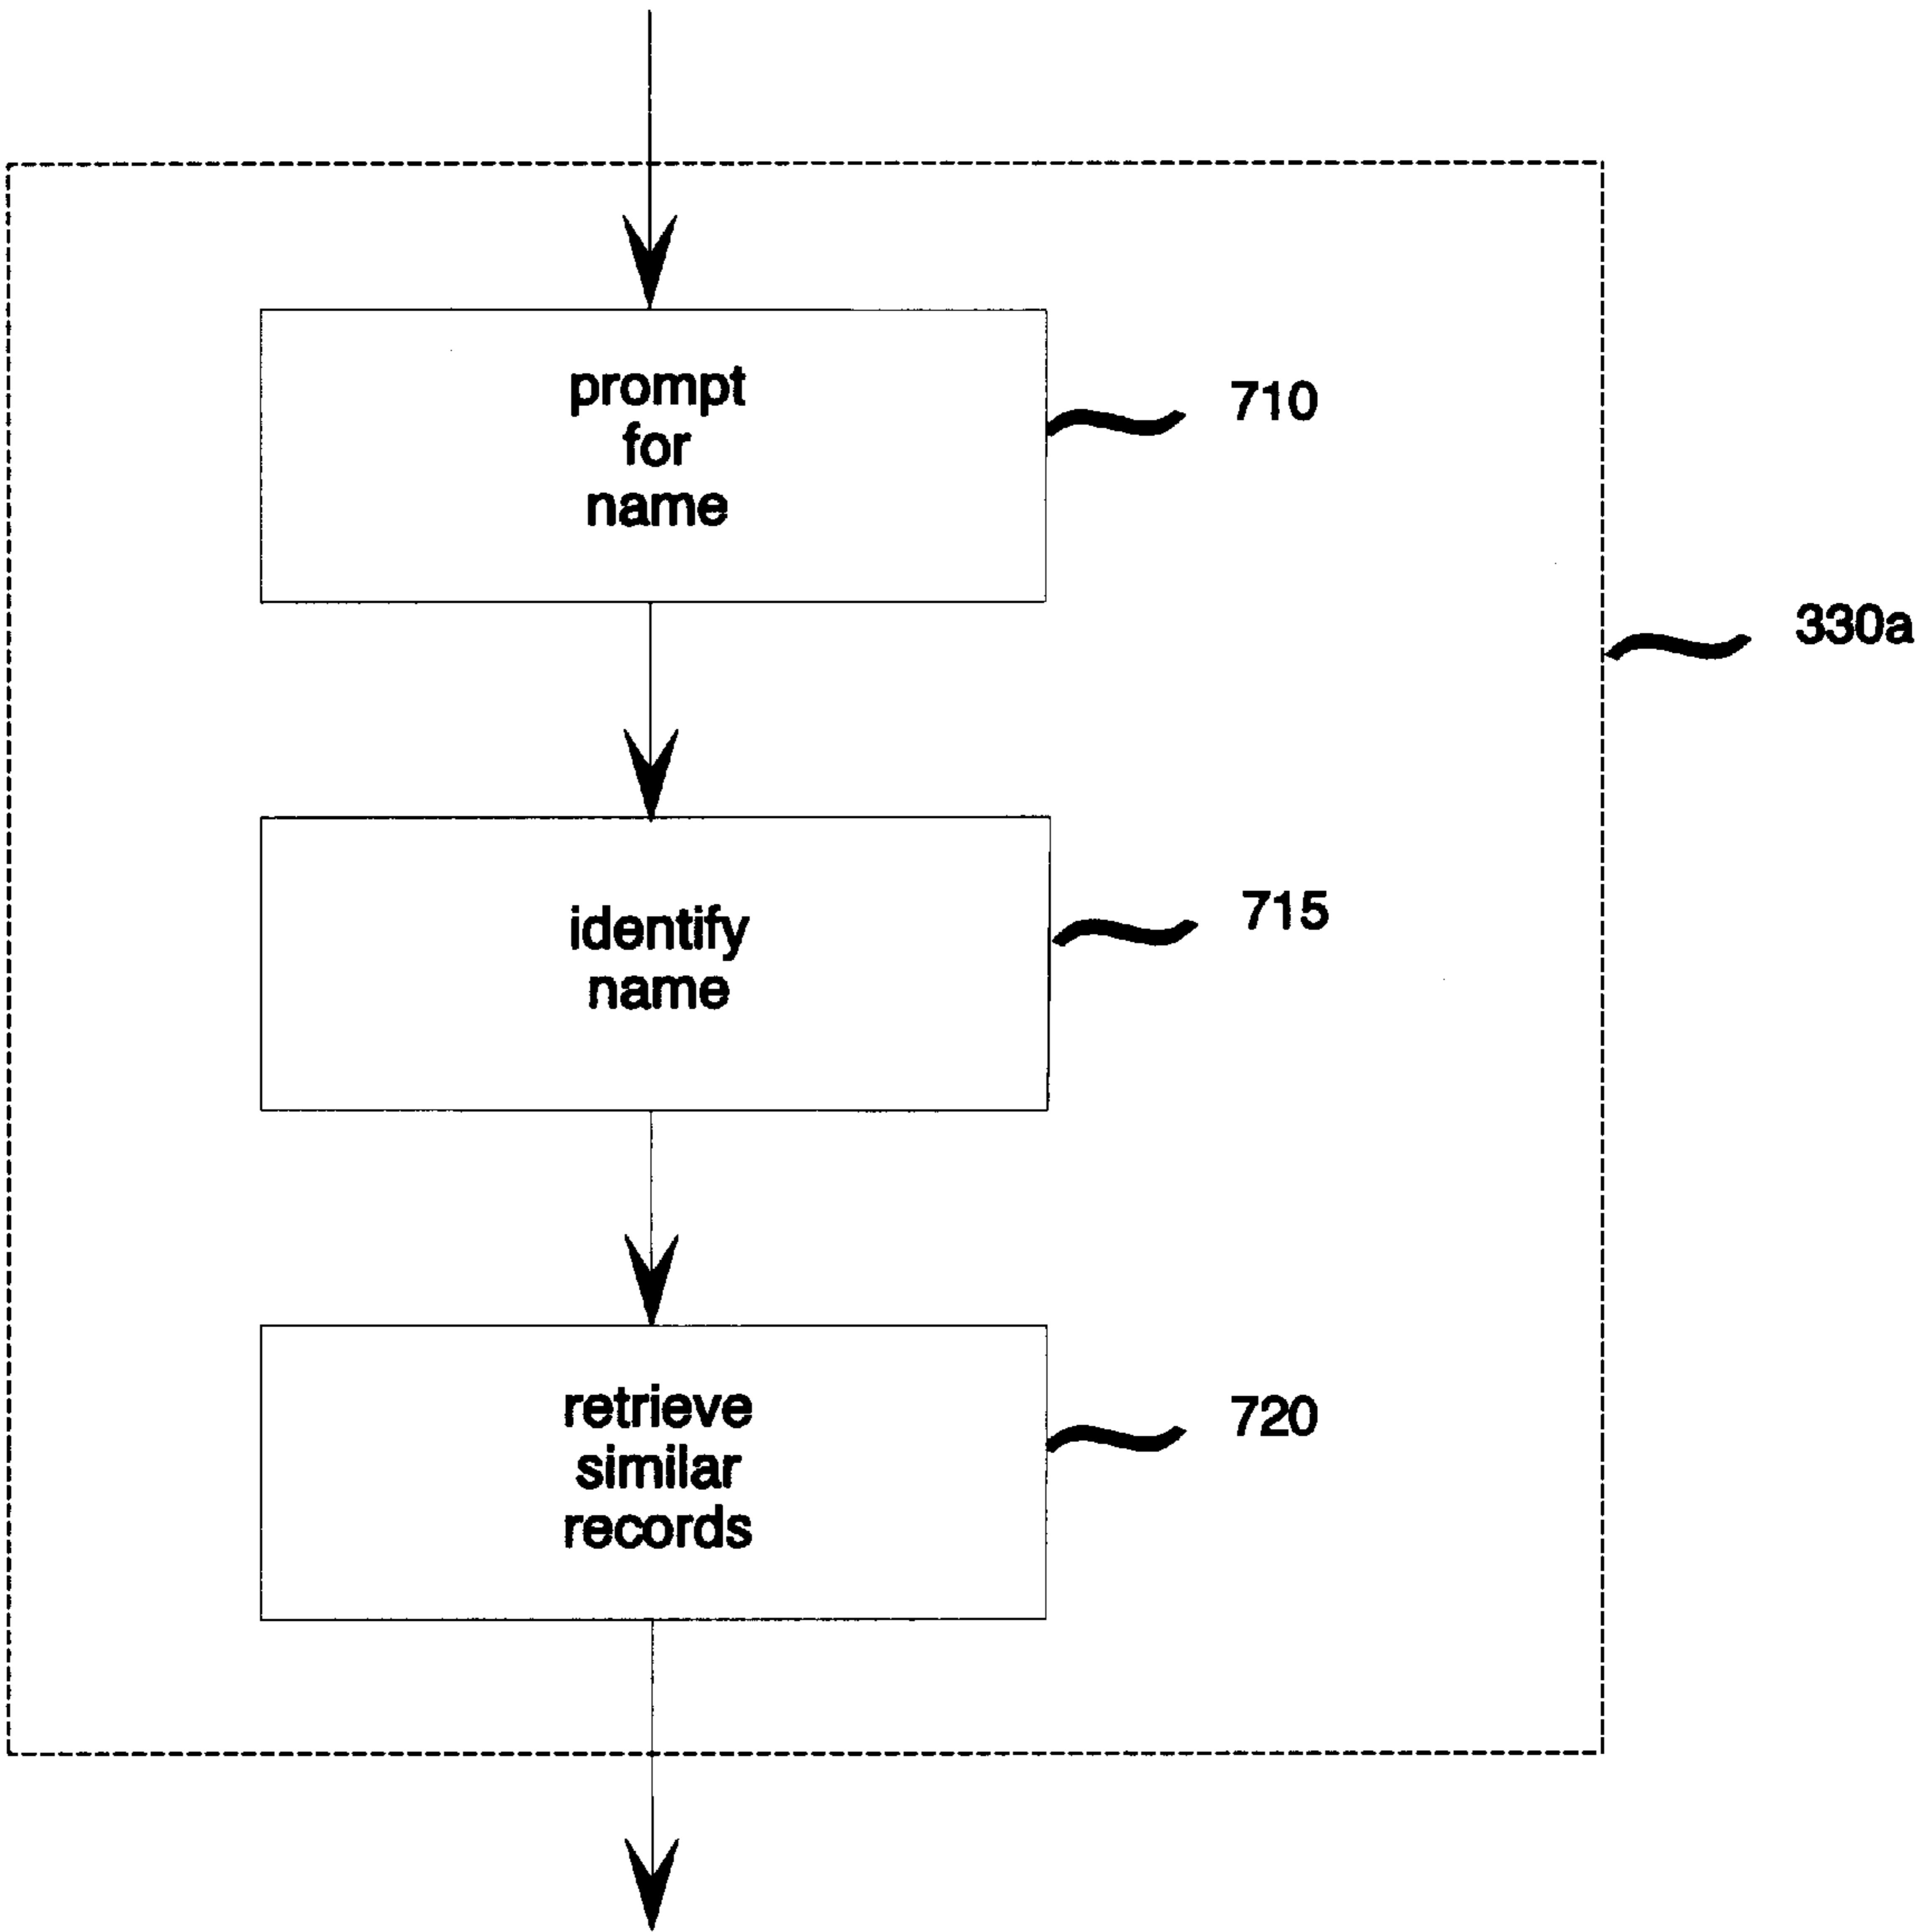 prompt
for
name
710
330a
identify
name
715
retrieve
similar
records
720